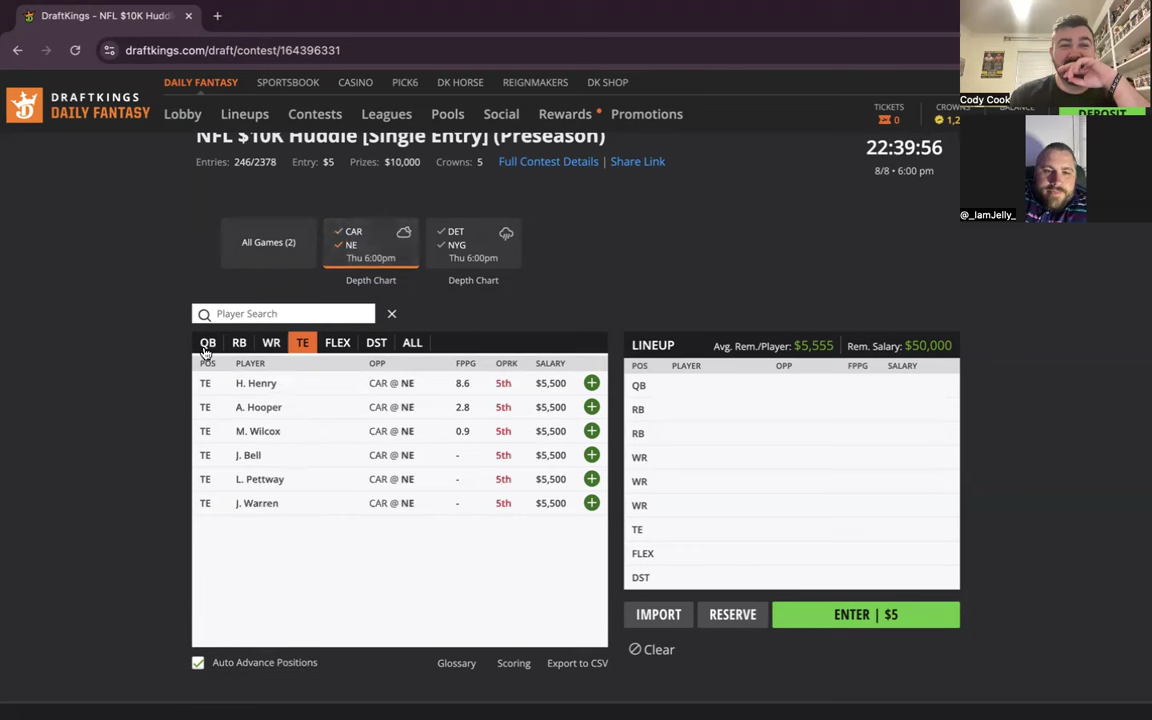 DraftKings - NFL $10K Hudd
draftkings.com/draft/contest/164396331
DAILY FANTASY SPORTSBOOK CASINO PICK6 DK HORSE REIGNMAKERS DK SHOP
DRAFTKINGS
DAILY FANTASY
Lobby Lineups Contests Leagues Pools Social Rewards Promotions
TICKETS
0
1,2
Cody Cook
DEPOSIT
NFL $10K Huddle [Single Entry] (Preseason)
Entries: 246/2378 Entry: $5 Prizes: $10,000 Crowns: 5 Full Contest Details | Share Link
22:39:56
8/8 • 6:00 pm
@_IamJelly_
All Games (2)
CAR
NE
Thu 6:00pm
Depth Chart
DET
NYG
Thu 6:00pm
Depth Chart
Player Search
QB RB WR TE FLEX DST ALL
POS PLAYER OPP FPPG OPRK SALARY
TE H. Henry CAR @ NE 8.6 5th $5,500
TE A. Hooper CAR @ NE 2.8 5th $5,500
TE M. Wilcox CAR @ NE 0.9 5th $5,500
TE J. Bell CAR @ NE - 5th $5,500
TE L. Pettway CAR @ NE - 5th $5,500
TE J. Warren CAR @ NE - 5th $5,500
Auto Advance Positions Glossary Scoring Export to CSV
LINEUP Avg. Rem./Player: $5,555 Rem. Salary: $50,000
POS PLAYER OPP FPPG SALARY
QB
RB
RB
WR
WR
WR
TE
FLEX
DST
IMPORT RESERVE ENTER | $5
Clear